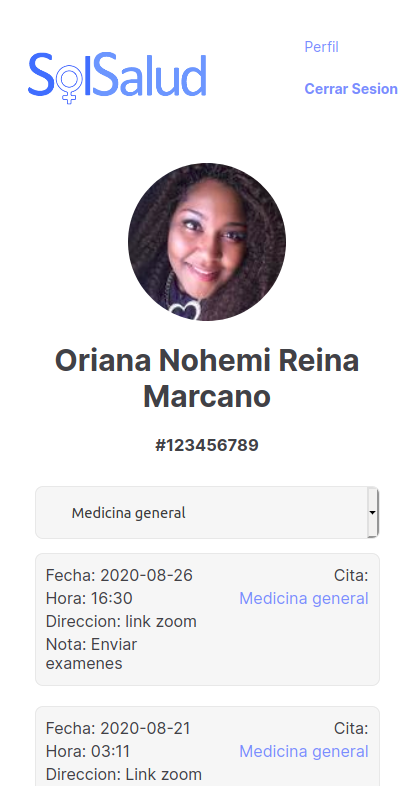 SolSalud
Perfil
Cerrar Sesion
Oriana Nohemi Reina
Marcano
#123456789
Medicina general
Fecha: 2020-08-26
Cita:
Hora: 16:30
Medicina general
Direccion: link zoom
Nota: Enviar
examenes
Fecha: 2020-08-21
Cita:
Hora: 03:11
Medicina general
Direccion: Link zoom